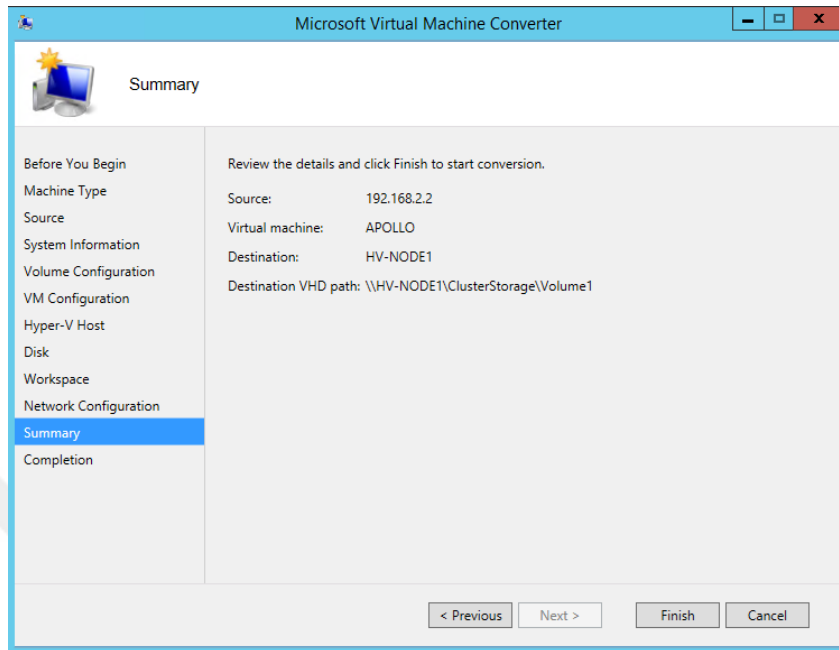 Microsoft Virtual Machine Converter
Summary
Before You Begin
Machine Type
Source
System Information
Volume Configuration
VM Configuration
Hyper-V Host
Disk
Workspace
Network Configuration
Summary
Completion
Review the details and click Finish to start conversion.
Source: 192.168.2.2
Virtual machine: APOLLO
Destination: HV-NODE1
Destination VHD path: \\HV-NODE1\ClusterStorage\Volume1
< Previous Next > Finish Cancel